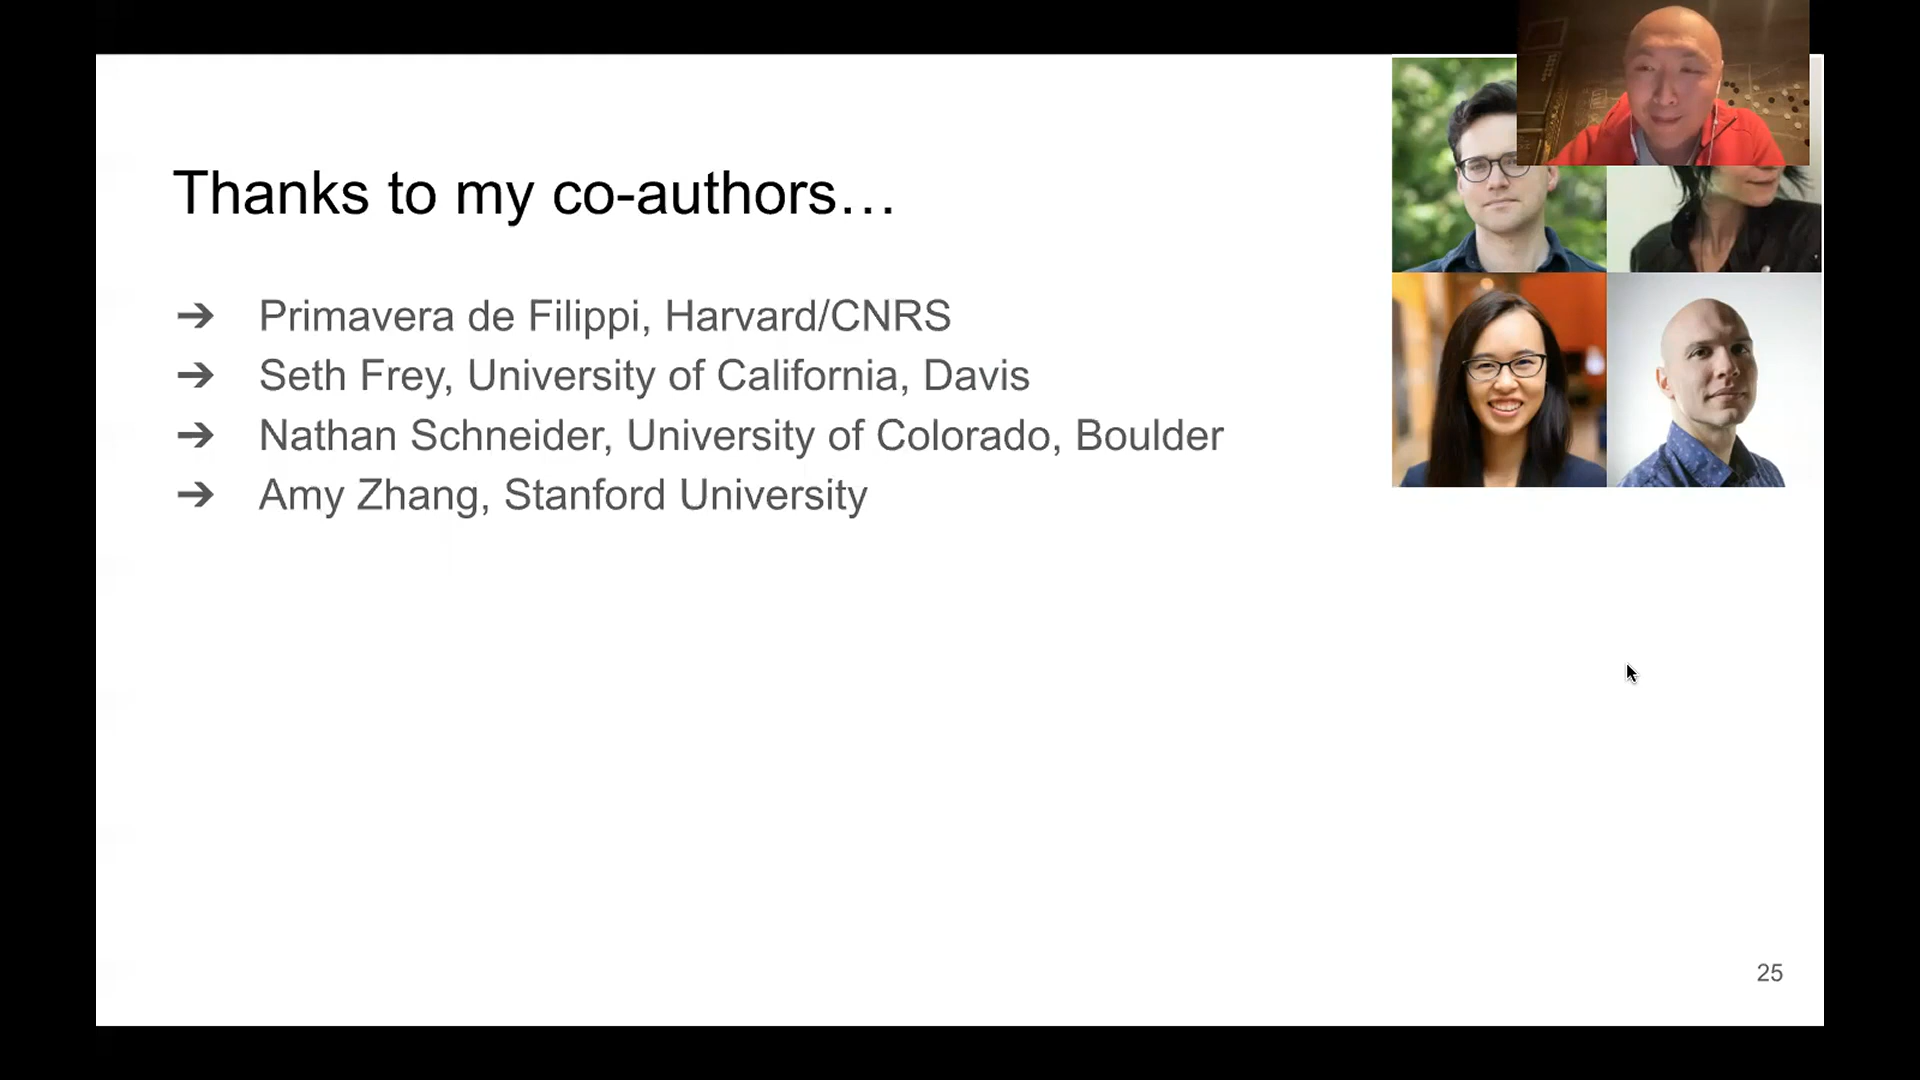 Thanks to my co-authors…
➔ Primavera de Filippi, Harvard/CNRS
➔ Seth Frey, University of California, Davis
➔ Nathan Schneider, University of Colorado, Boulder
➔ Amy Zhang, Stanford University
25